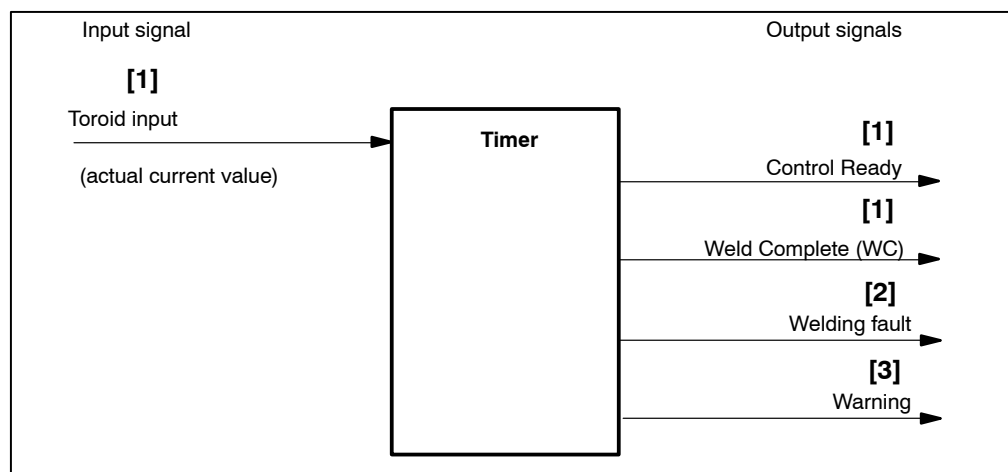 Input signal
Output signals
[1]
Toroid input
(actual current value)
Timer
[1]
Control Ready
[1]
Weld Complete (WC)
[2]
Welding fault
[3]
Warning